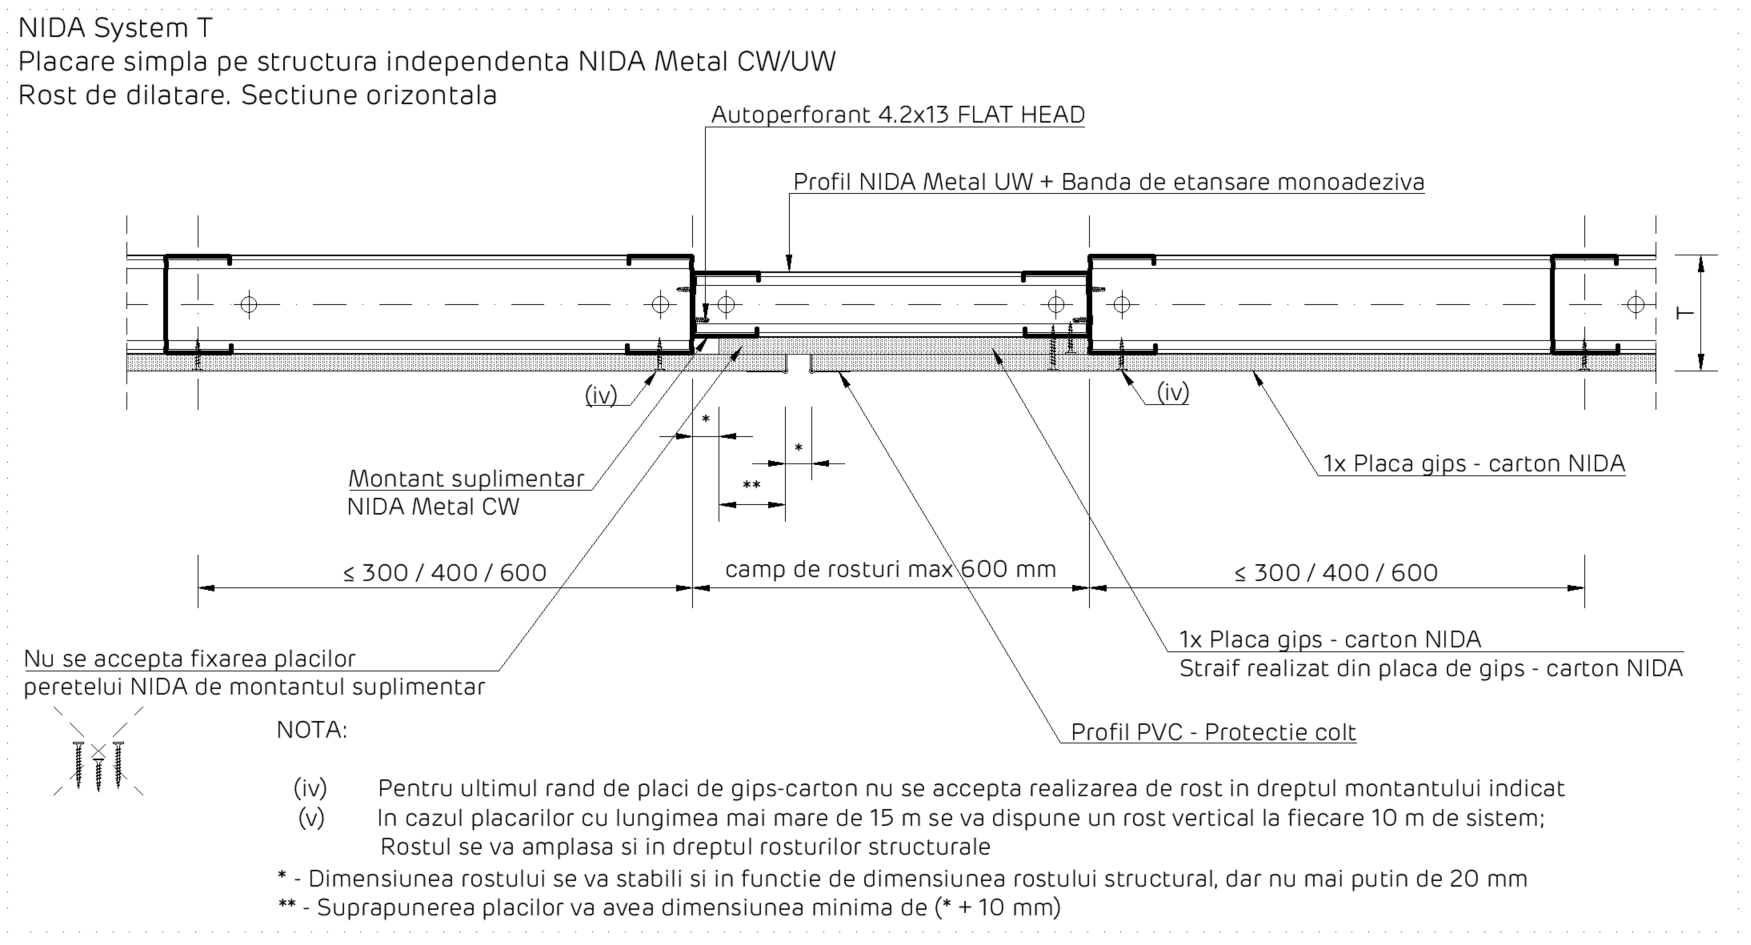 NIDA System T
Placare simpla pe structura independenta NIDA Metal CW/UW
Rost de dilatare. Sectiune orizontala
Autoperforant 4.2x13 FLAT HEAD
Profil NIDA Metal UW + Banda de etansare monoadeziva
T
(iv)
(iv)
*
*
**
1x Placa gips - carton NIDA
Montant suplimentar
NIDA Metal CW
≤ 300 / 400 / 600
camp de rosturi max 600 mm
≤ 300 / 400 / 600
1x Placa gips - carton NIDA
Straif realizat din placa de gips - carton NIDA
Nu se accepta fixarea placilor
peretelui NIDA de montantul suplimentar
Profil PVC - Protectie colt
NOTA:
(iv) Pentru ultimul rand de placi de gips-carton nu se accepta realizarea de rost in dreptul montantului indicat
(v) In cazul placarilor cu lungimea mai mare de 15 m se va dispune un rost vertical la fiecare 10 m de sistem;
Rostul se va amplasa si in dreptul rosturilor structurale
* - Dimensiunea rostului se va stabili si in functie de dimensiunea rostului structural, dar nu mai putin de 20 mm
** - Suprapunerea placilor va avea dimensiunea minima de (* + 10 mm)